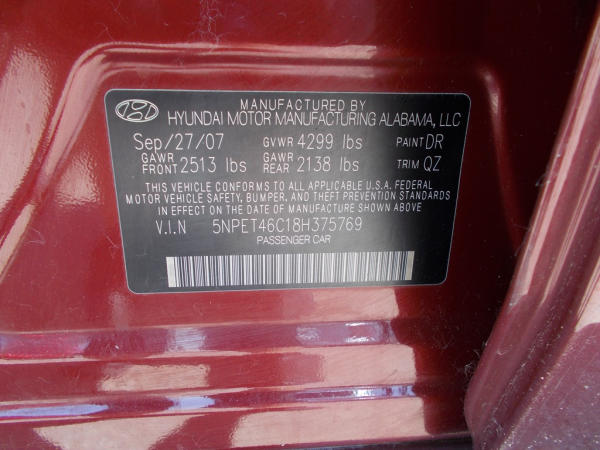 MANUFACTURED BY
HYUNDAI MOTOR MANUFACTURING ALABAMA, LLC
Sep/27/07 GVWR 4299 lbs PAINT DR
GAWR FRONT 2513 lbs GAWR REAR 2138 lbs TRIM QZ
THIS VEHICLE CONFORMS TO ALL APPLICABLE U.S.A. FEDERAL
MOTOR VEHICLE SAFETY, BUMPER, AND THEFT PREVENTION STANDARDS
IN EFFECT ON THE DATE OF MANUFACTURE SHOWN ABOVE
V.I.N 5NPET46C18H375769
PASSENGER CAR